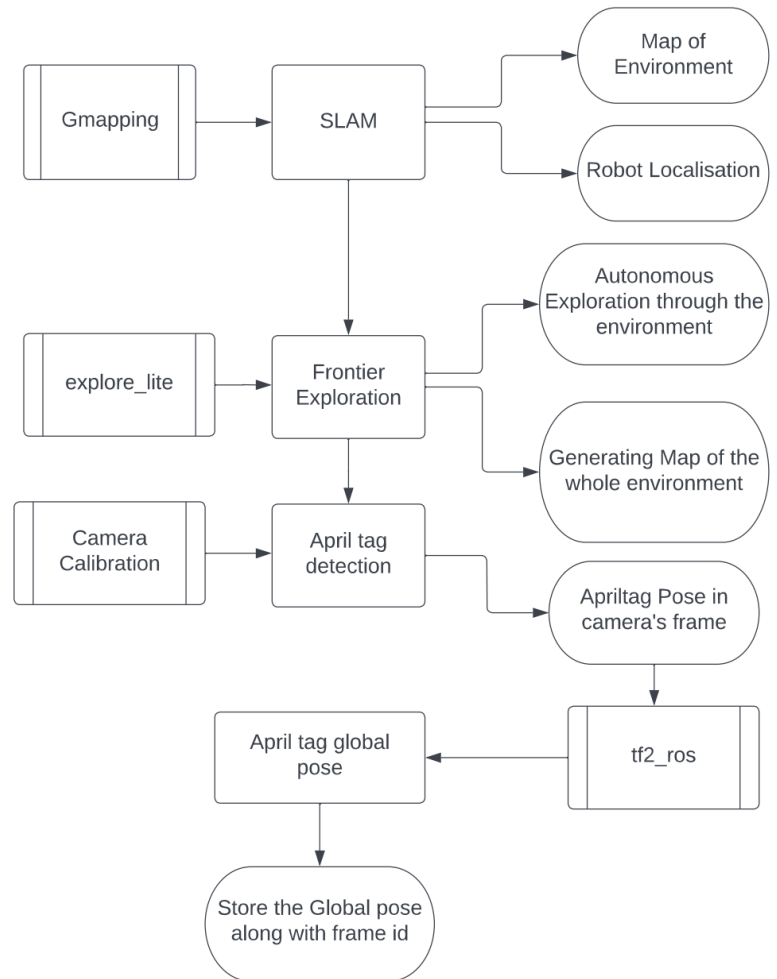 Map of
Environment
Gmapping
SLAM
Robot Localisation
Autonomous
Exploration through the
environment
explore_lite
Frontier
Exploration
Generating Map of the
whole environment
Camera
Calibration
April tag
detection
Apriltag Pose in
camera's frame
April tag global
pose
tf2_ros
Store the Global pose
along with frame id